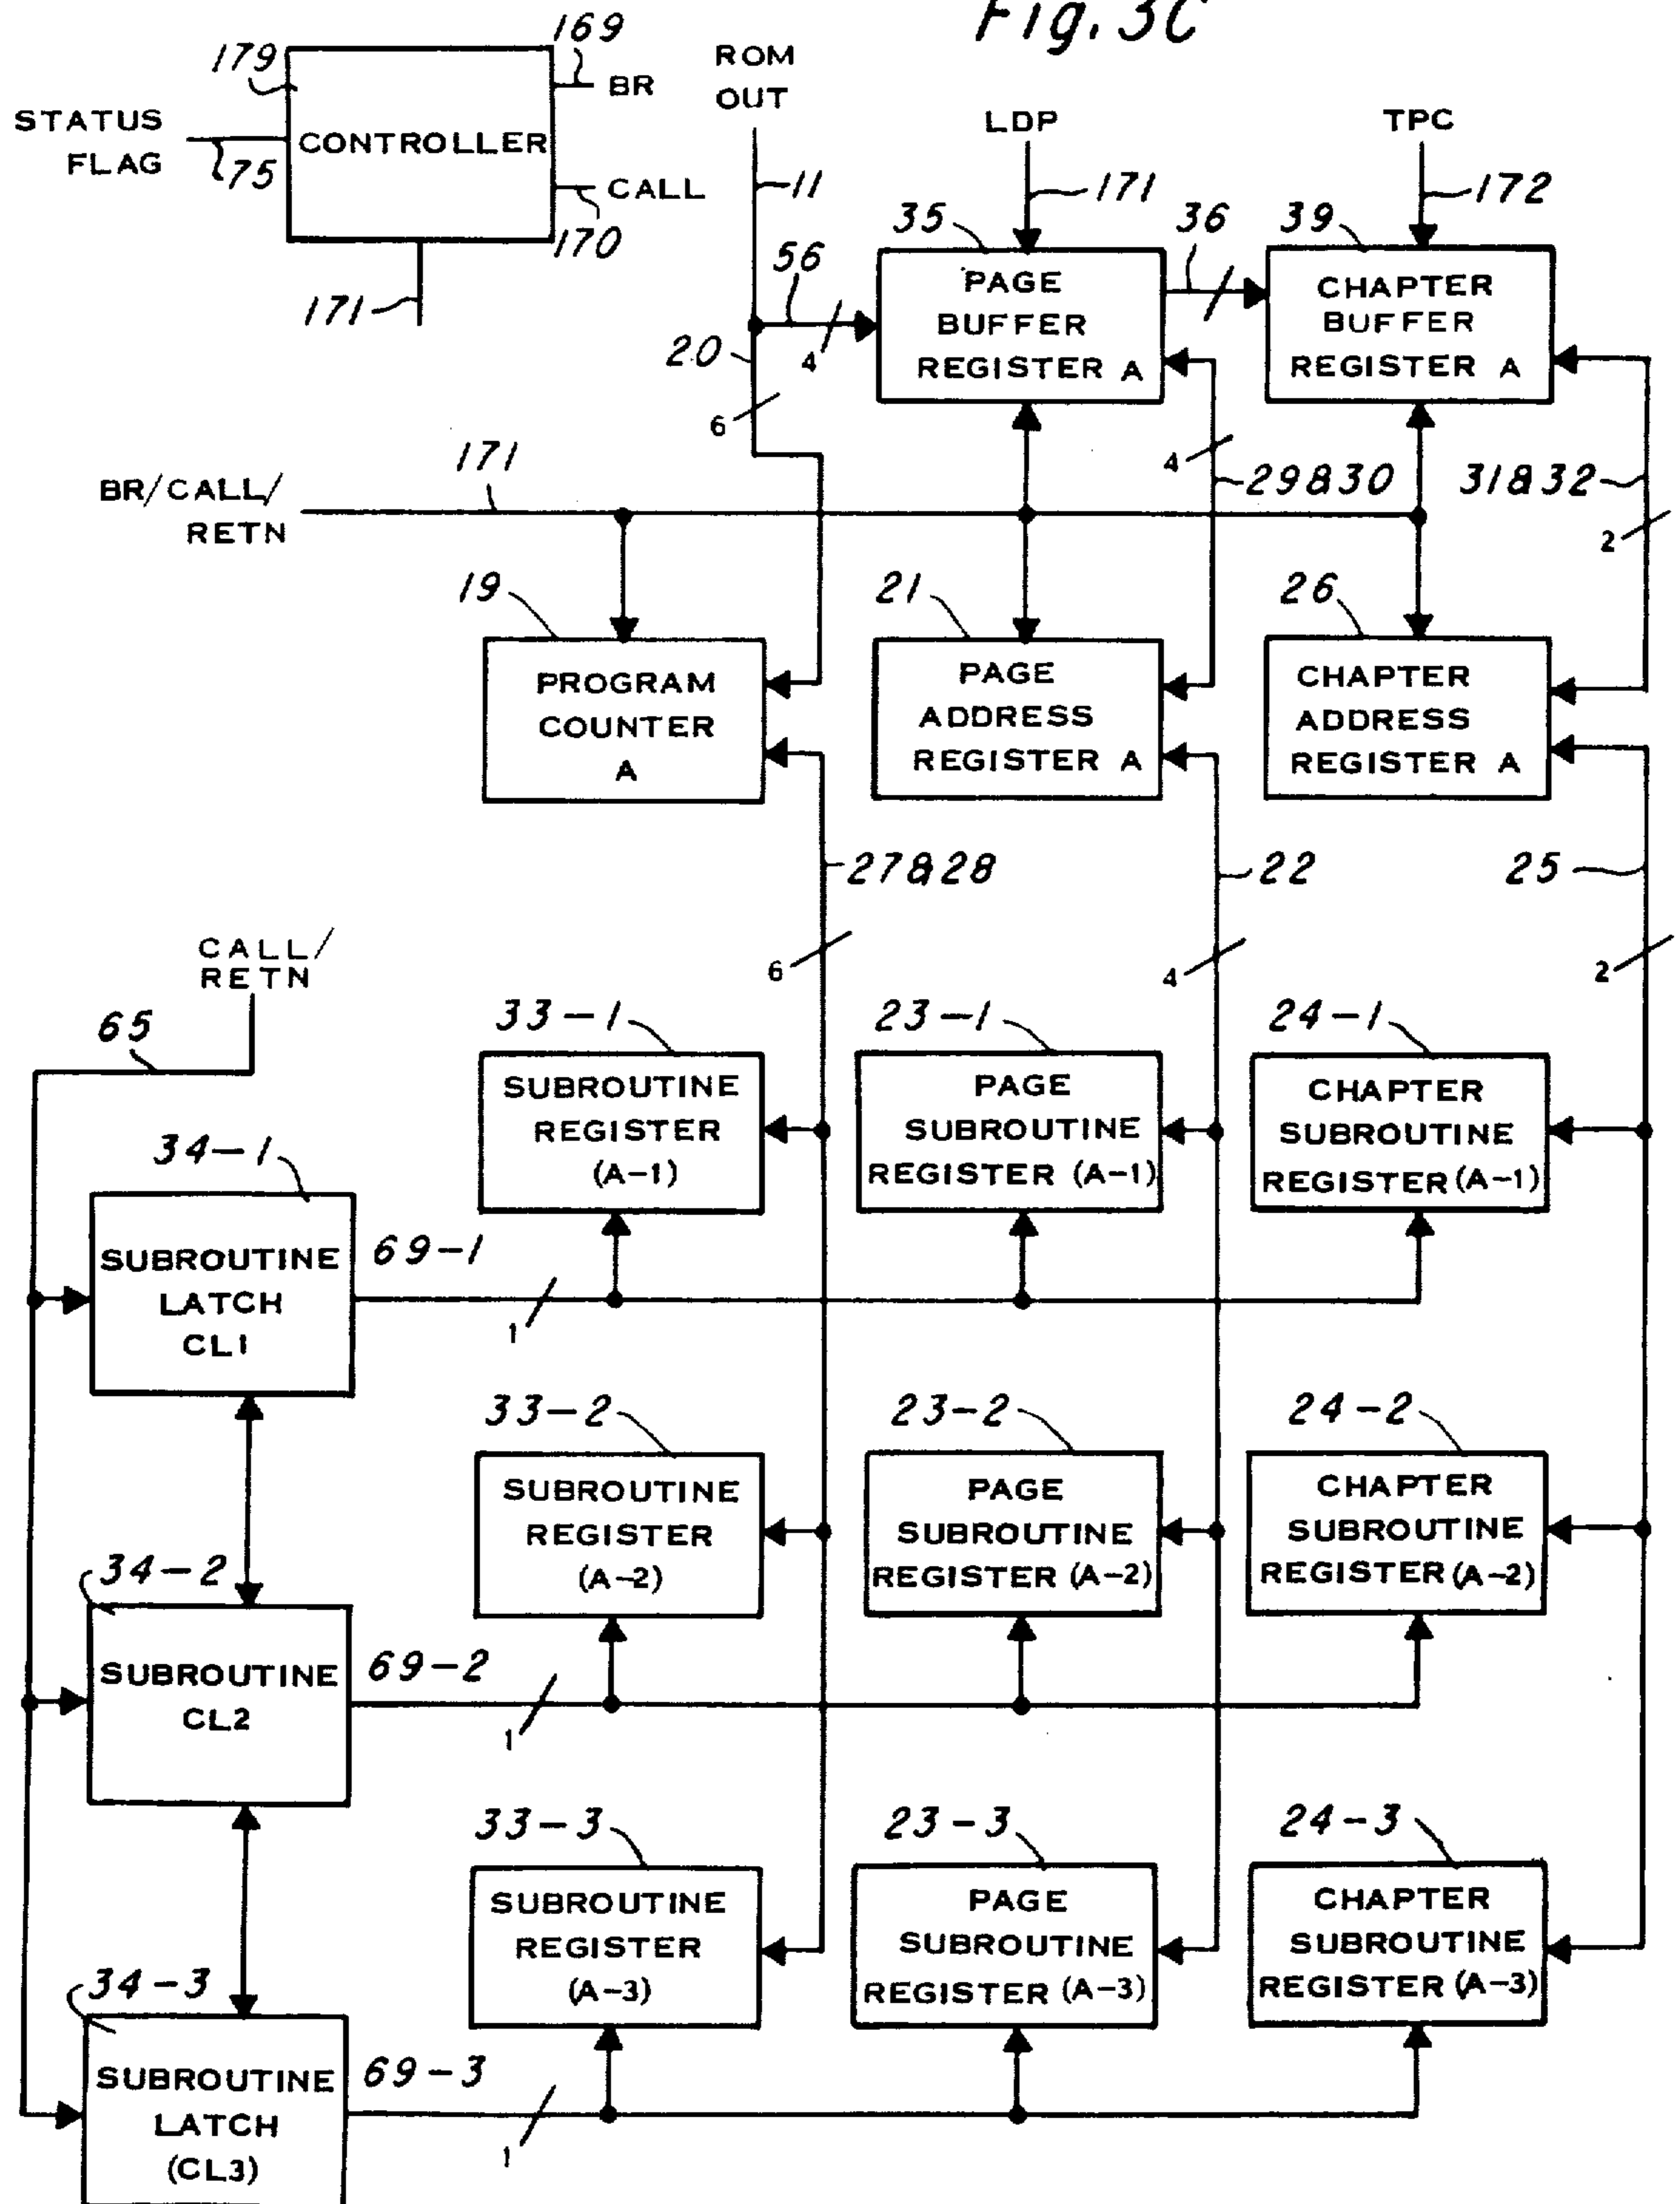 Fig. 3C
179
169
BR
STATUS
FLAG
75
CONTROLLER
CALL
170
171
ROM
OUT
11
LDP
171
TPC
172
35
36
39
56
4
20
6
PAGE
BUFFER
REGISTER A
CHAPTER
BUFFER
REGISTER A
4
29&30
31&32
2
BR/CALL/
RETN
171
19
21
26
PROGRAM
COUNTER
A
PAGE
ADDRESS
REGISTER A
CHAPTER
ADDRESS
REGISTER A
27&28
22
25
6
4
2
CALL/
RETN
65
33-1
23-1
24-1
SUBROUTINE
REGISTER
(A-1)
PAGE
SUBROUTINE
REGISTER (A-1)
CHAPTER
SUBROUTINE
REGISTER (A-1)
34-1
SUBROUTINE
LATCH
CL1
69-1
1
33-2
23-2
24-2
SUBROUTINE
REGISTER
(A-2)
PAGE
SUBROUTINE
REGISTER (A-2)
CHAPTER
SUBROUTINE
REGISTER (A-2)
34-2
SUBROUTINE
CL2
69-2
1
33-3
23-3
24-3
SUBROUTINE
REGISTER
(A-3)
PAGE
SUBROUTINE
REGISTER (A-3)
CHAPTER
SUBROUTINE
REGISTER (A-3)
34-3
SUBROUTINE
LATCH
(CL3)
69-3
1